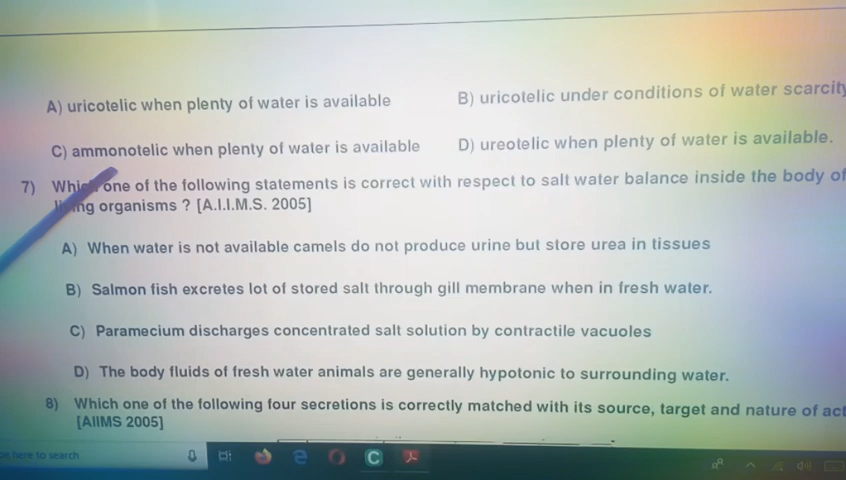 A) uricotelic when plenty of water is available
B) uricotelic under conditions of water scarcity
C) ammonotelic when plenty of water is available
D) ureotelic when plenty of water is available.
7) Which one of the following statements is correct with respect to salt water balance inside the body of
living organisms ? [A.I.I.M.S. 2005]
A) When water is not available camels do not produce urine but store urea in tissues
B) Salmon fish excretes lot of stored salt through gill membrane when in fresh water.
C) Paramecium discharges concentrated salt solution by contractile vacuoles
D) The body fluids of fresh water animals are generally hypotonic to surrounding water.
8) Which one of the following four secretions is correctly matched with its source, target and nature of act
[AIIMS 2005]
here to search